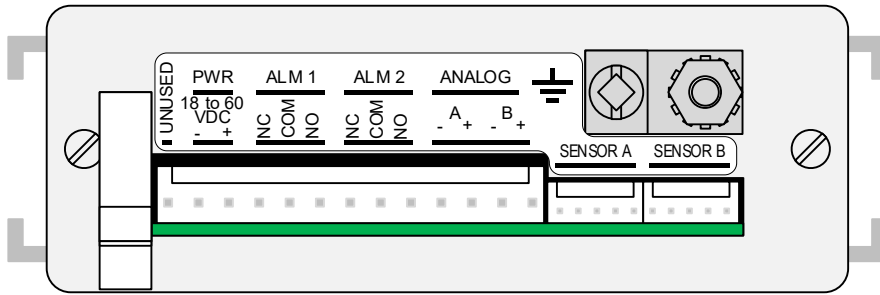 UNUSED
PWR
ALM 1
ALM 2
ANALOG
18 to 60
VDC
- +
NC
COM
NO
NC
COM
NO
- A +
- B +
SENSOR A
SENSOR B